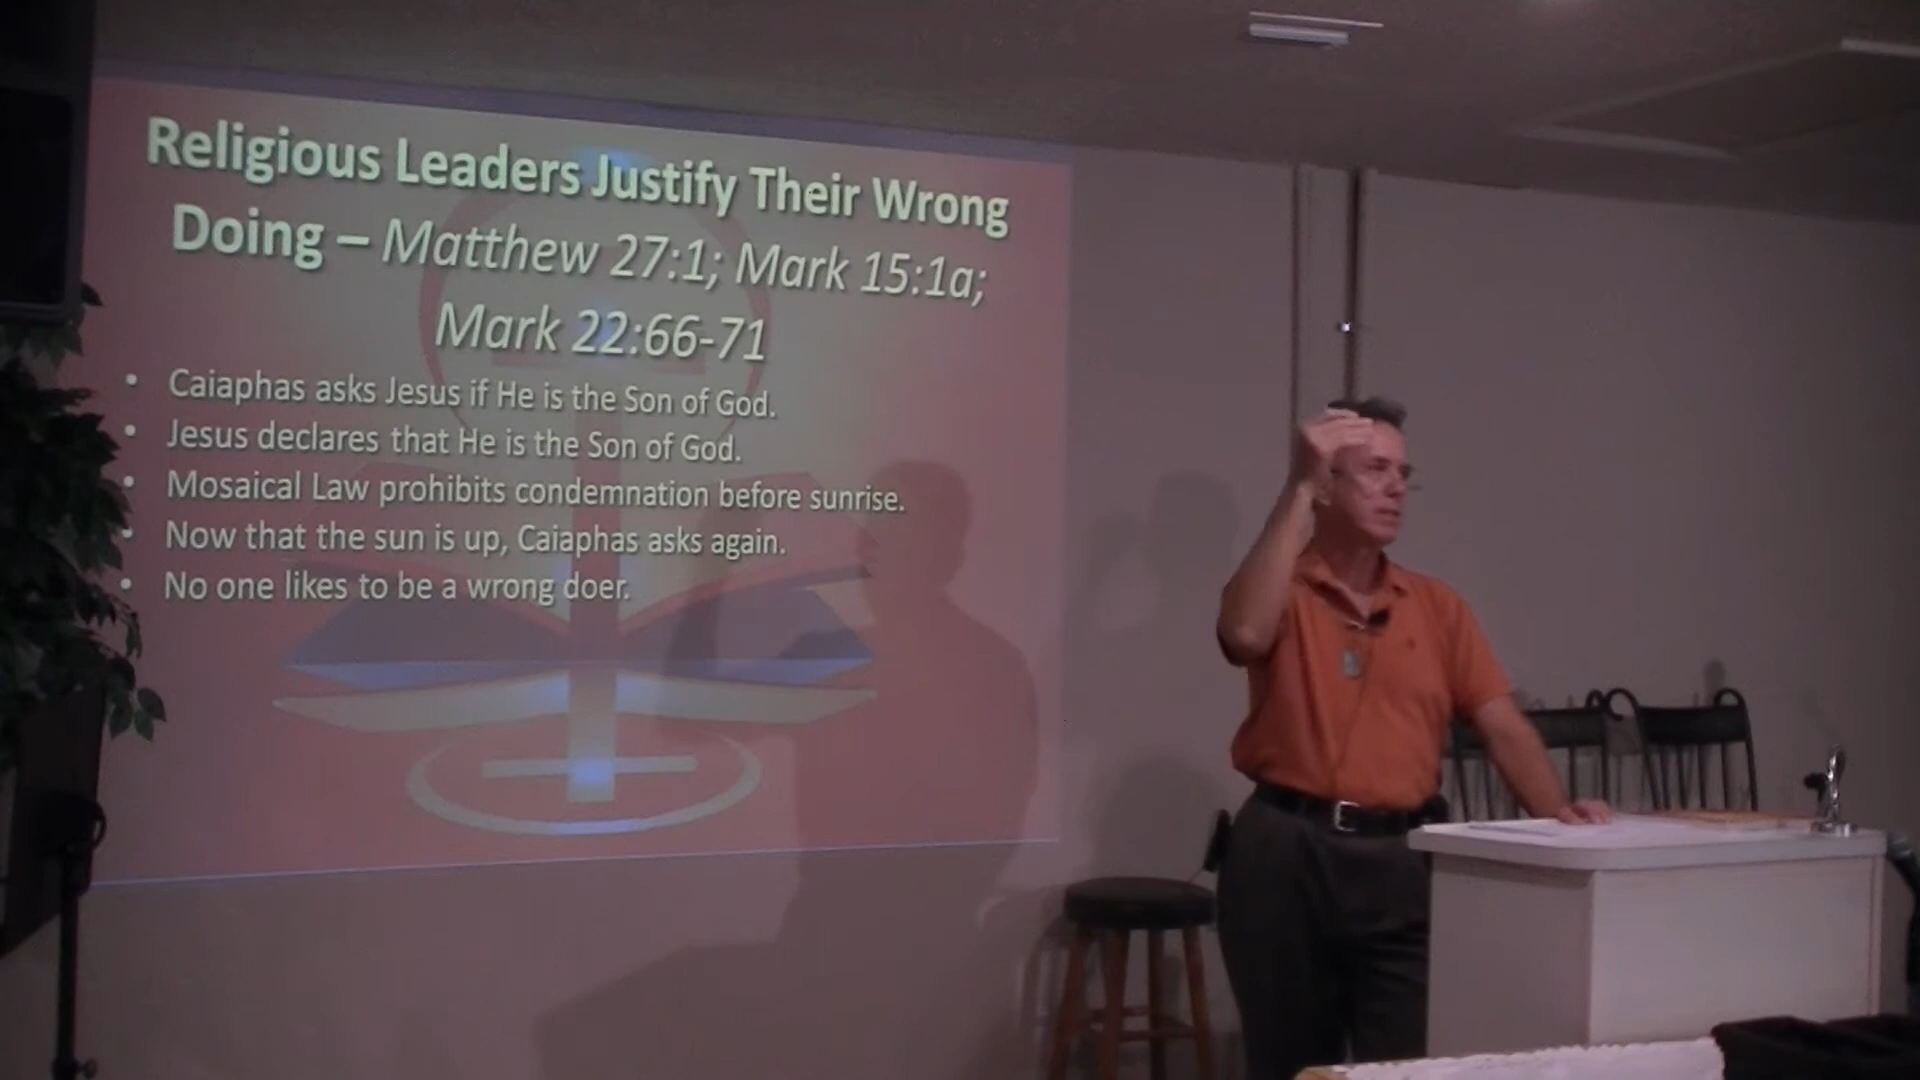 Religious Leaders Justify Their Wrong
Doing – Matthew 27:1; Mark 15:1a;
Mark 22:66-71
• Caiaphas asks Jesus if He is the Son of God.
• Jesus declares that He is the Son of God.
• Mosaical Law prohibits condemnation before sunrise.
• Now that the sun is up, Caiaphas asks again.
• No one likes to be a wrong doer.